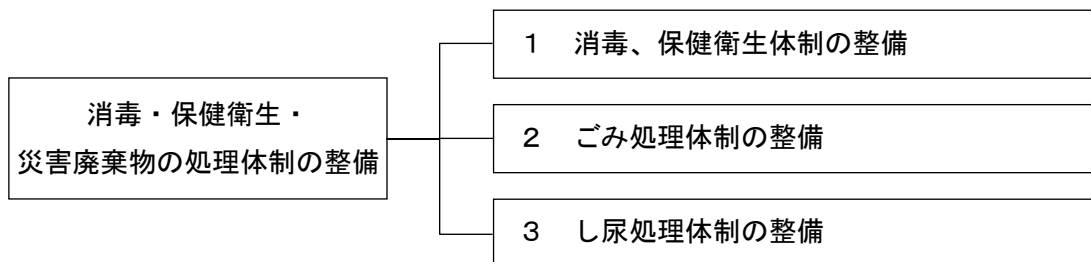 消毒・保健衛生・
災害廃棄物の処理体制の整備
１　消毒、保健衛生体制の整備
２　ごみ処理体制の整備
３　し尿処理体制の整備